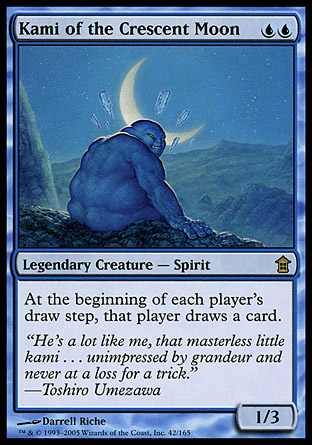 Kami of the Crescent Moon
Legendary Creature — Spirit
At the beginning of each player's
draw step, that player draws a card.
“He's a lot like me, that masterless little
kami . . . unimpressed by grandeur and
never at a loss for a trick.”
—Toshiro Umezawa
Darrell Riche
™ & © 1993–2005 Wizards of the Coast, Inc. 42/165
1/3